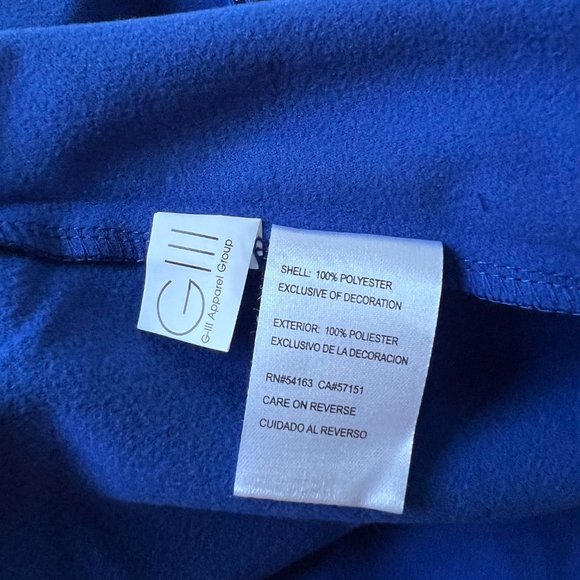 GIII
G-III Apparel Group
SHELL: 100% POLYESTER
EXCLUSIVE OF DECORATION
EXTERIOR: 100% POLIESTER
EXCLUSIVO DE LA DECORACION
RN#54163 CA#57151
CARE ON REVERSE
CUIDADO AL REVERSO